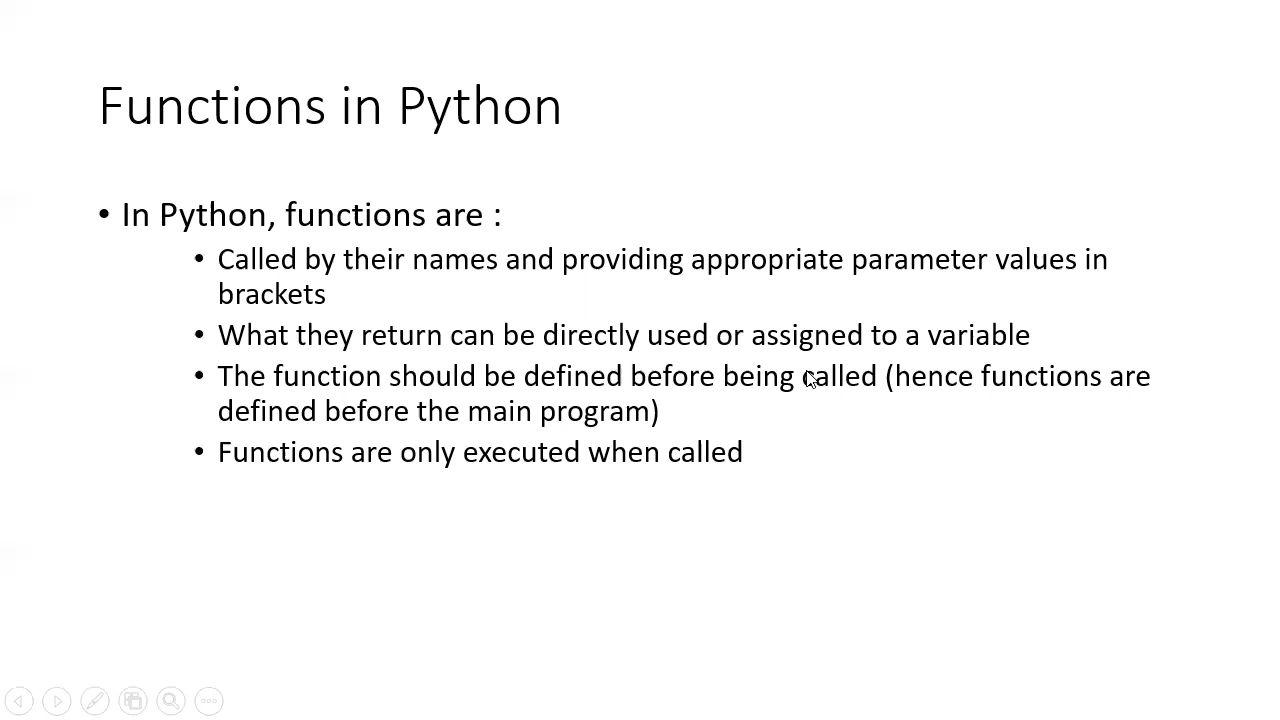 Functions in Python
• In Python, functions are :
• Called by their names and providing appropriate parameter values in
brackets
• What they return can be directly used or assigned to a variable
• The function should be defined before being called (hence functions are
defined before the main program)
• Functions are only executed when called